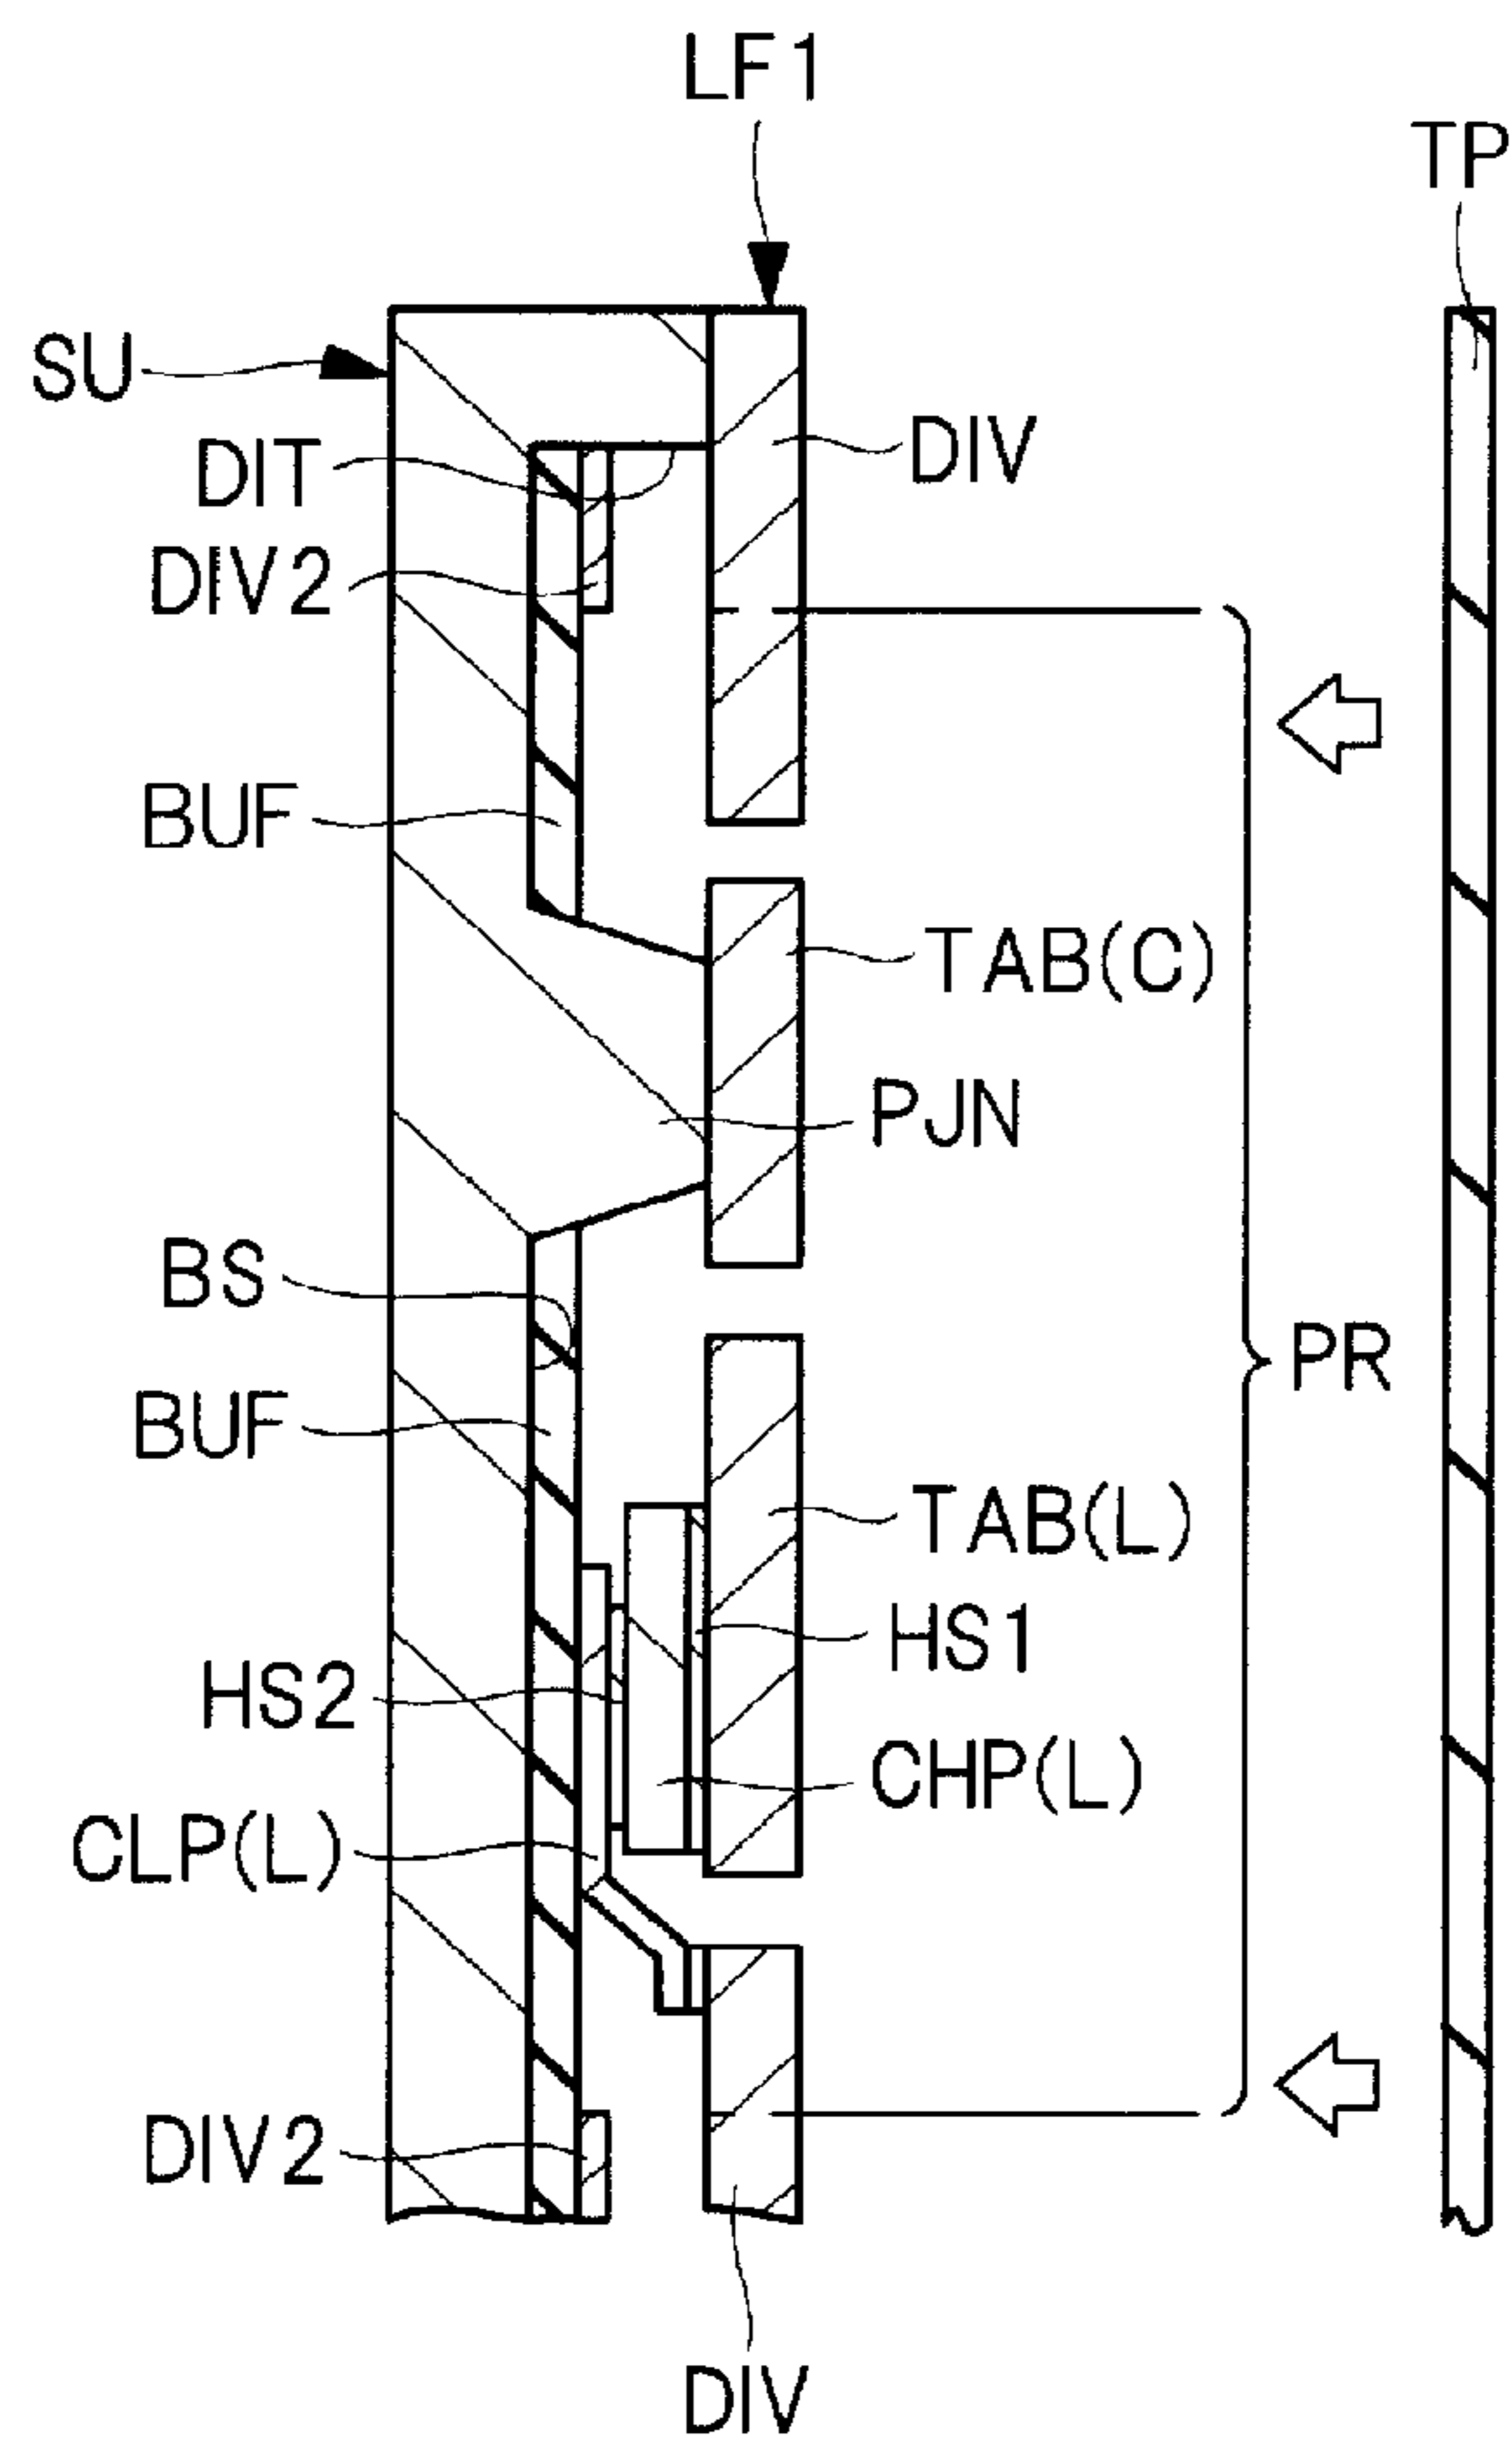 LF1
TP
SU
DIT
DIV
DIV2
BUF
TAB(C)
PJN
BS
PR
BUF
TAB(L)
HS1
HS2
CHP(L)
CLP(L)
DIV2
DIV